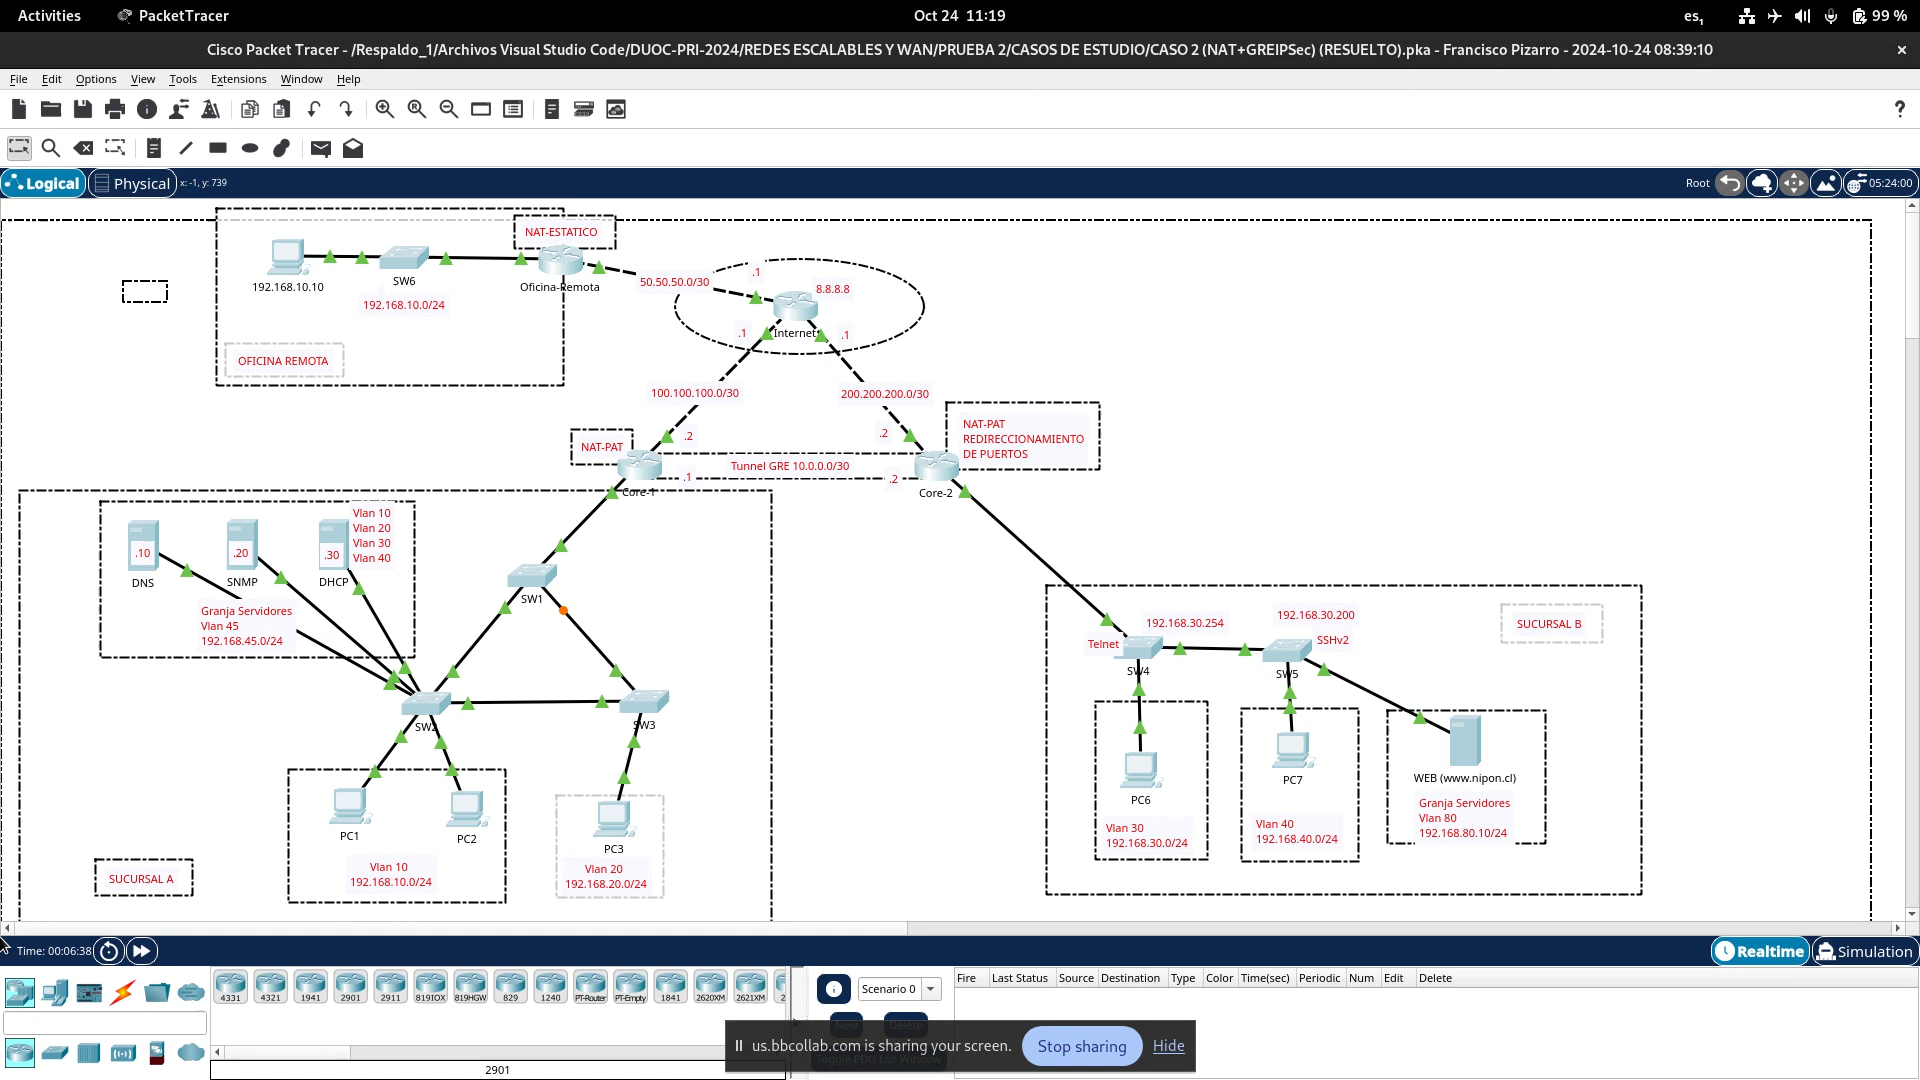 Activities
PacketTracer
Oct 24 11:19
es1
99 %
Cisco Packet Tracer - /Respaldo_1/Archivos Visual Studio Code/DUOC-PRI-2024/REDES ESCALABLES Y WAN/PRUEBA 2/CASOS DE ESTUDIO/CASO 2 (NAT+GREIPSec) (RESUELTO).pka - Francisco Pizarro - 2024-10-24 08:39:10
File Edit Options View Tools Extensions Window Help
Logical
Physical
x: -1, y: 739
Root
05:24:00
NAT-ESTATICO
192.168.10.10
SW6
192.168.10.0/24
Oficina-Remota
OFICINA REMOTA
50.50.50.0/30
.1
8.8.8.8
.1
Internet
.1
100.100.100.0/30
200.200.200.0/30
NAT-PAT
.2
.2
NAT-PAT
REDIRECCIONAMIENTO
DE PUERTOS
Tunnel GRE 10.0.0.0/30
.1
.2
Core-1
Core-2
.10
DNS
.20
SNMP
.30
DHCP
Vlan 10
Vlan 20
Vlan 30
Vlan 40
Granja Servidores
Vlan 45
192.168.45.0/24
SW1
SW2
SW3
PC1
PC2
Vlan 10
192.168.10.0/24
PC3
Vlan 20
192.168.20.0/24
SUCURSAL A
192.168.30.254
192.168.30.200
SUCURSAL B
Telnet
SSHv2
SW4
SW5
PC6
Vlan 30
192.168.30.0/24
PC7
Vlan 40
192.168.40.0/24
WEB (www.nipon.cl)
Granja Servidores
Vlan 80
192.168.80.10/24
Time: 00:06:38
Realtime
Simulation
4331 4321 1941 2901 2911 819IOX 819HGW 829 1240 PT-Router PT-Empty 1841 2620XM 2621XM 2
2901
Scenario 0
New
Delete
Toggle PDU List Window
Fire Last Status Source Destination Type Color Time(sec) Periodic Num Edit Delete
us.bbcollab.com is sharing your screen.
Stop sharing
Hide